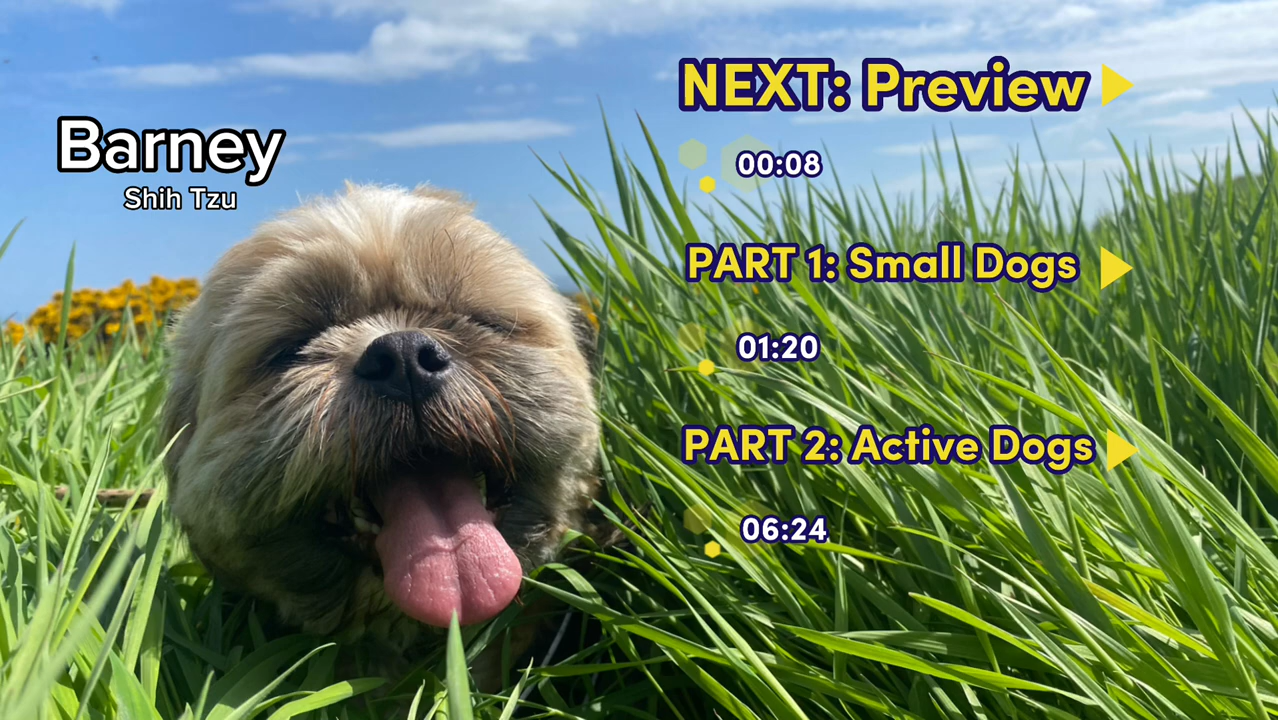 Barney
Shih Tzu
NEXT: Preview
00:08
PART 1: Small Dogs
01:20
PART 2: Active Dogs
06:24